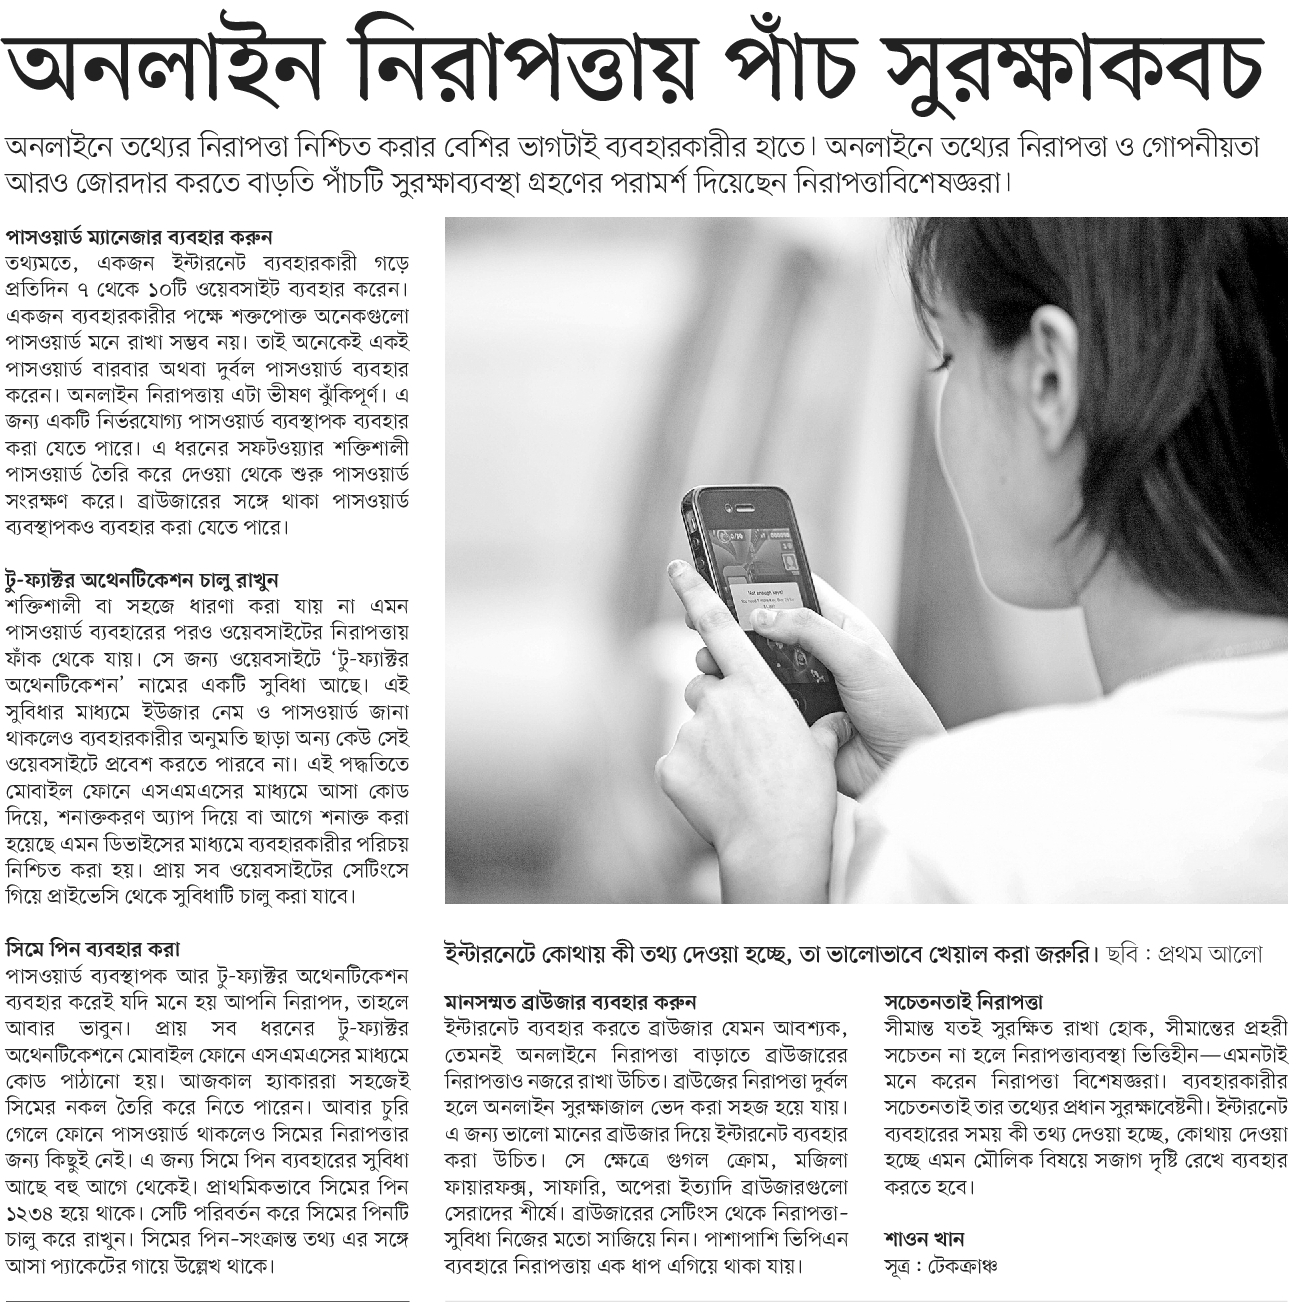 অনলাইন নিরাপত্তায় পাঁচ সুরক্ষাকবচ
অনলাইনে তথ্যের নিরাপত্তা নিশ্চিত করার বেশির ভাগটাই ব্যবহারকারীর হাতে। অনলাইনে তথ্যের নিরাপত্তা ও গোপনীয়তা
আরও জোরদার করতে বাড়তি পাঁচটি সুরক্ষাব্যবস্থা গ্রহণের পরামর্শ দিয়েছেন নিরাপত্তাবিশেষজ্ঞরা।
পাসওয়ার্ড ম্যানেজার ব্যবহার করুন
তথ্যমতে, একজন ইন্টারনেট ব্যবহারকারী গড়ে
প্রতিদিন ৭ থেকে ১০টি ওয়েবসাইট ব্যবহার করেন।
একজন ব্যবহারকারীর পক্ষে শক্তপোক্ত অনেকগুলো
পাসওয়ার্ড মনে রাখা সম্ভব নয়। তাই অনেকেই একই
পাসওয়ার্ড বারবার অথবা দুর্বল পাসওয়ার্ড ব্যবহার
করেন। অনলাইন নিরাপত্তায় এটা ভীষণ ঝুঁকিপূর্ণ। এ
জন্য একটি নির্ভরযোগ্য পাসওয়ার্ড ব্যবস্থাপক ব্যবহার
করা যেতে পারে। এ ধরনের সফটওয়্যার শক্তিশালী
পাসওয়ার্ড তৈরি করে দেওয়া থেকে শুরু পাসওয়ার্ড
সংরক্ষণ করে। ব্রাউজারের সঙ্গে থাকা পাসওয়ার্ড
ব্যবস্থাপকও ব্যবহার করা যেতে পারে।
টু-ফ্যাক্টর অথেনটিকেশন চালু রাখুন
শক্তিশালী বা সহজে ধারণা করা যায় না এমন
পাসওয়ার্ড ব্যবহারের পরও ওয়েবসাইটের নিরাপত্তায়
ফাঁক থেকে যায়। সে জন্য ওয়েবসাইটে ‘টু-ফ্যাক্টর
অথেনটিকেশন’ নামের একটি সুবিধা আছে। এই
সুবিধার মাধ্যমে ইউজার নেম ও পাসওয়ার্ড জানা
থাকলেও ব্যবহারকারীর অনুমতি ছাড়া অন্য কেউ সেই
ওয়েবসাইটে প্রবেশ করতে পারবে না। এই পদ্ধতিতে
মোবাইল ফোনে এসএমএসের মাধ্যমে আসা কোড
দিয়ে, শনাক্তকরণ অ্যাপ দিয়ে বা আগে শনাক্ত করা
হয়েছে এমন ডিভাইসের মাধ্যমে ব্যবহারকারীর পরিচয়
নিশ্চিত করা হয়। প্রায় সব ওয়েবসাইটের সেটিংসে
গিয়ে প্রাইভেসি থেকে সুবিধাটি চালু করা যাবে।
সিমে পিন ব্যবহার করা
পাসওয়ার্ড ব্যবস্থাপক আর টু-ফ্যাক্টর অথেনটিকেশন
ব্যবহার করেই যদি মনে হয় আপনি নিরাপদ, তাহলে
আবার ভাবুন। প্রায় সব ধরনের টু-ফ্যাক্টর
অথেনটিকেশনে মোবাইল ফোনে এসএমএসের মাধ্যমে
কোড পাঠানো হয়। আজকাল হ্যাকাররা সহজেই
সিমের নকল তৈরি করে নিতে পারেন। আবার চুরি
গেলে ফোনে পাসওয়ার্ড থাকলেও সিমের নিরাপত্তার
জন্য কিছুই নেই। এ জন্য সিমে পিন ব্যবহারের সুবিধা
আছে বহু আগে থেকেই। প্রাথমিকভাবে সিমের পিন
১২৩৪ হয়ে থাকে। সেটি পরিবর্তন করে সিমের পিনটি
চালু করে রাখুন। সিমের পিন-সংক্রান্ত তথ্য এর সঙ্গে
আসা প্যাকেটের গায়ে উল্লেখ থাকে।
ইন্টারনেটে কোথায় কী তথ্য দেওয়া হচ্ছে, তা ভালোভাবে খেয়াল করা জরুরি। ছবি : প্রথম আলো
মানসম্মত ব্রাউজার ব্যবহার করুন
ইন্টারনেট ব্যবহার করতে ব্রাউজার যেমন আবশ্যক,
তেমনই অনলাইনে নিরাপত্তা বাড়াতে ব্রাউজারের
নিরাপত্তাও নজরে রাখা উচিত। ব্রাউজের নিরাপত্তা দুর্বল
হলে অনলাইন সুরক্ষাজাল ভেদ করা সহজ হয়ে যায়।
এ জন্য ভালো মানের ব্রাউজার দিয়ে ইন্টারনেট ব্যবহার
করা উচিত। সে ক্ষেত্রে গুগল ক্রোম, মজিলা
ফায়ারফক্স, সাফারি, অপেরা ইত্যাদি ব্রাউজারগুলো
সেরাদের শীর্ষে। ব্রাউজারের সেটিংস থেকে নিরাপত্তা-
সুবিধা নিজের মতো সাজিয়ে নিন। পাশাপাশি ভিপিএন
ব্যবহারে নিরাপত্তায় এক ধাপ এগিয়ে থাকা যায়।
সচেতনতাই নিরাপত্তা
সীমান্ত যতই সুরক্ষিত রাখা হোক, সীমান্তের প্রহরী
সচেতন না হলে নিরাপত্তাব্যবস্থা ভিত্তিহীন—এমনটাই
মনে করেন নিরাপত্তা বিশেষজ্ঞরা। ব্যবহারকারীর
সচেতনতাই তার তথ্যের প্রধান সুরক্ষাবেষ্টনী। ইন্টারনেট
ব্যবহারের সময় কী তথ্য দেওয়া হচ্ছে, কোথায় দেওয়া
হচ্ছে এমন মৌলিক বিষয়ে সজাগ দৃষ্টি রেখে ব্যবহার
করতে হবে।
শাওন খান
সূত্র : টেকক্রাঞ্চ